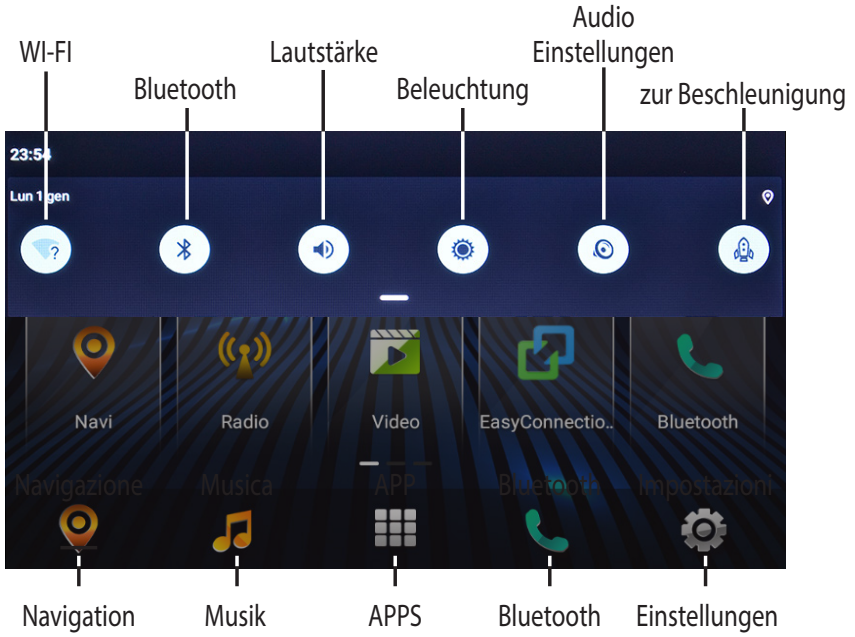 Audio
WI-FI Lautstärke Einstellungen
Bluetooth Beleuchtung zur Beschleunigung
23:54
Lun 1 gen
?
Navi Radio Video EasyConnectio.. Bluetooth
Navigazione Musica APP Bluetooth Impostazioni
Navigation Musik APPS Bluetooth Einstellungen